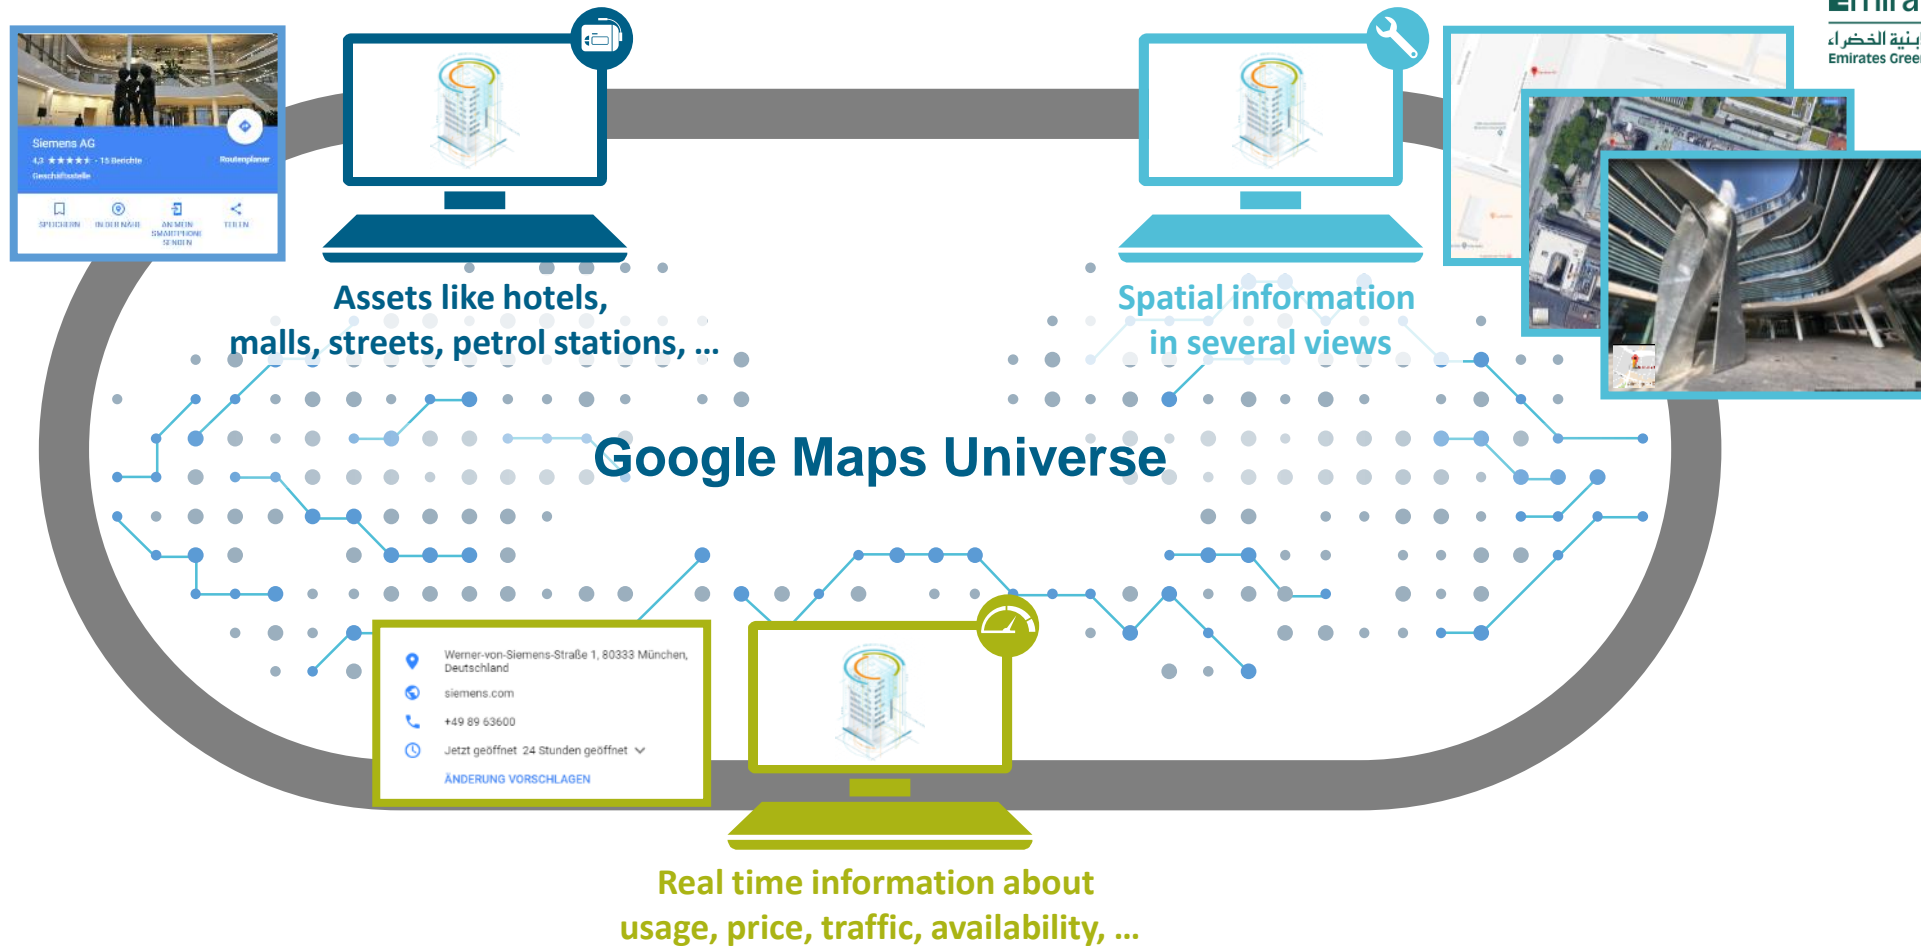 Emira
بنية الخضراء
Emirates Gree
Siemens AG
4,3 ★★★★★ - 15 Berichte
Routenplaner
Geschäftsstelle
SPEICHERN
IN DER NÄHE
AN MEIN
SMARTPHONE
SENDEN
TEILEN
Assets like hotels,
malls, streets, petrol stations, ...
Spatial information
in several views
Google Maps Universe
Werner-von-Siemens-Straße 1, 80333 München,
Deutschland
siemens.com
+49 89 63600
Jetzt geöffnet 24 Stunden geöffnet
ÄNDERUNG VORSCHLAGEN
Real time information about
usage, price, traffic, availability, ...